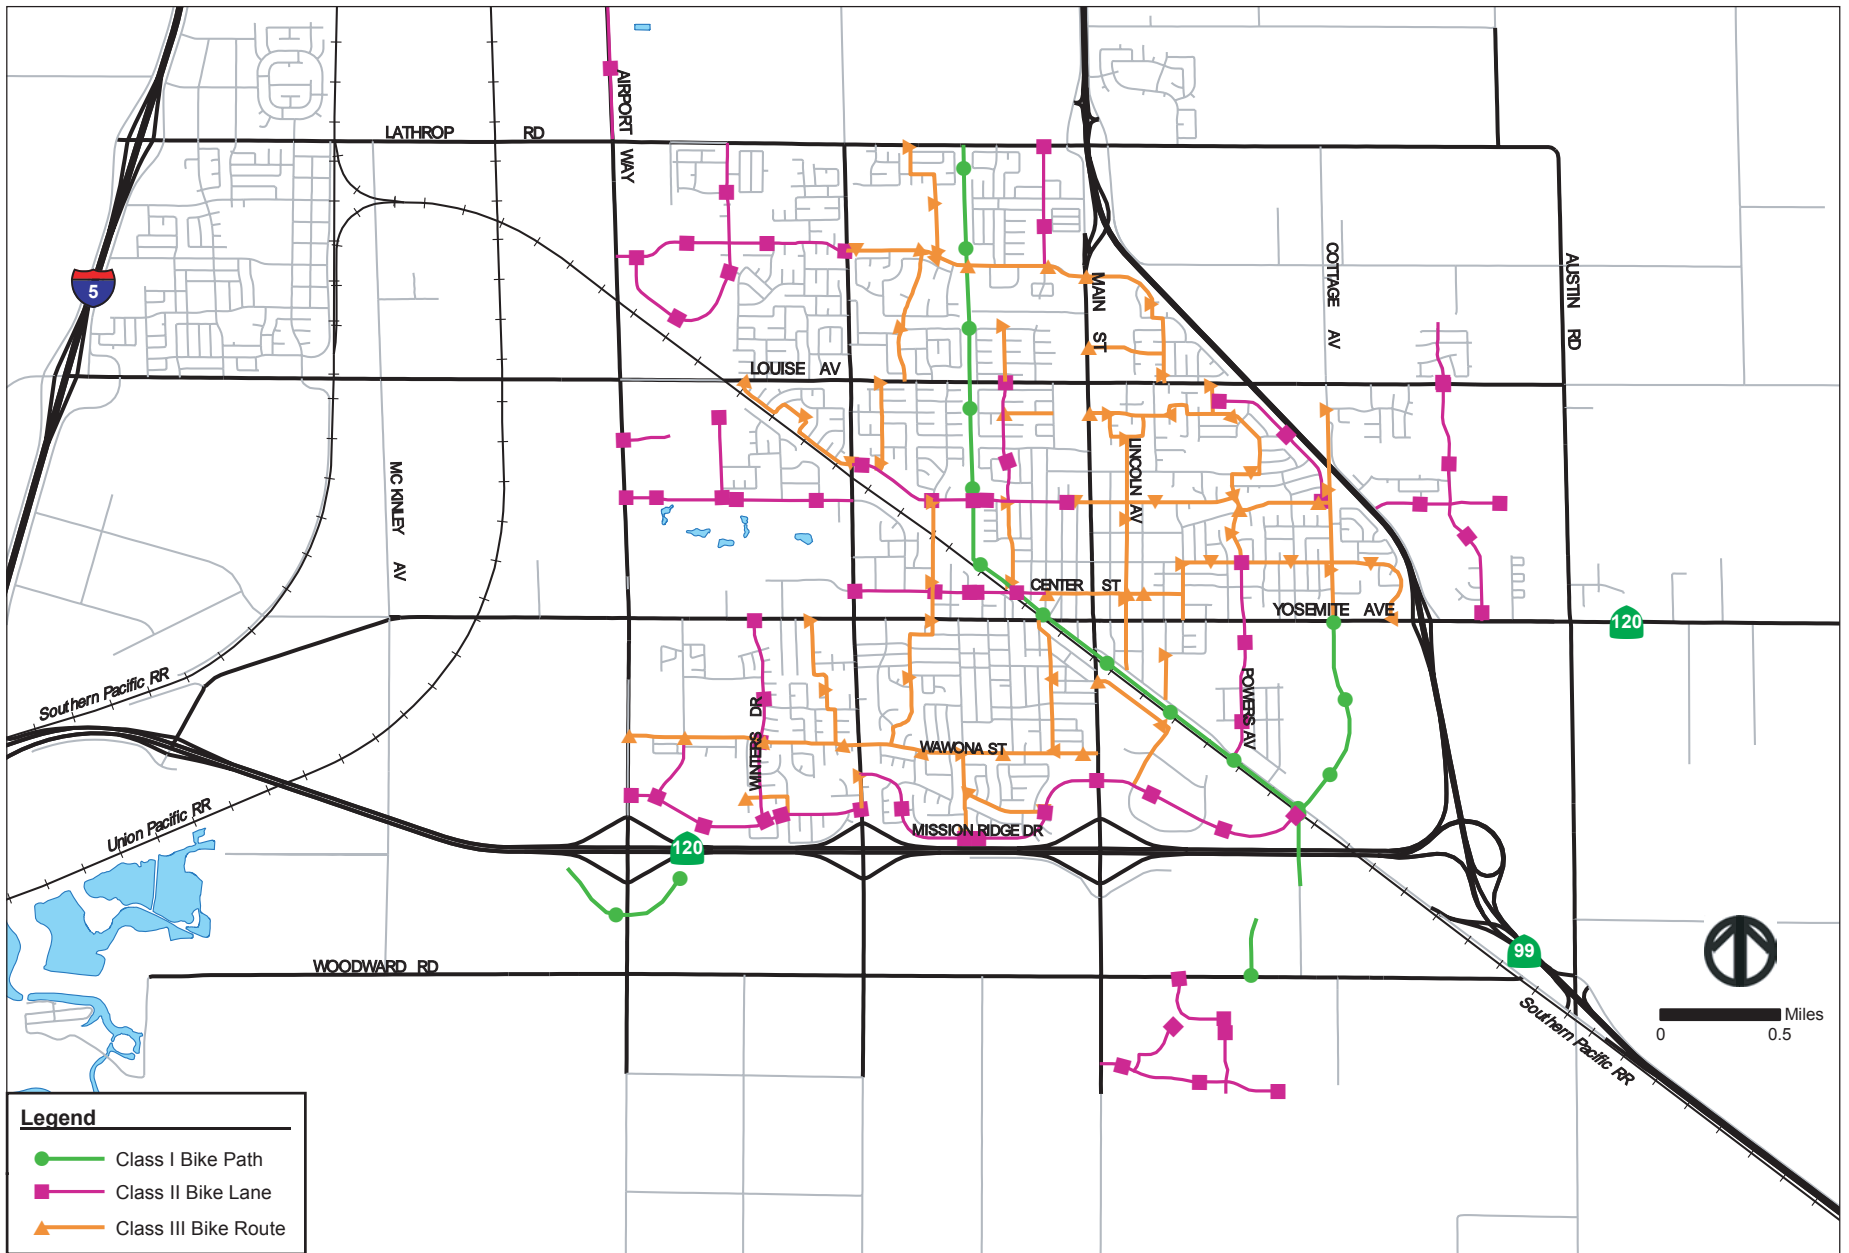 AIRPORT WAY
LATHROP RD
5
COTTAGE AV
AUSTIN RD
MAIN ST
LOUISE AV
LINCOLN AV
MC KINLEY AV
CENTER ST
YOSEMITE AVE
120
Southern Pacific RR
POWERS AV
WINTERS DR
WAWONA ST
Union Pacific RR
MISSION RIDGE DR
120
99
WOODWARD RD
Southern Pacific RR
Miles
0 0.5
Legend
Class I Bike Path
Class II Bike Lane
Class III Bike Route